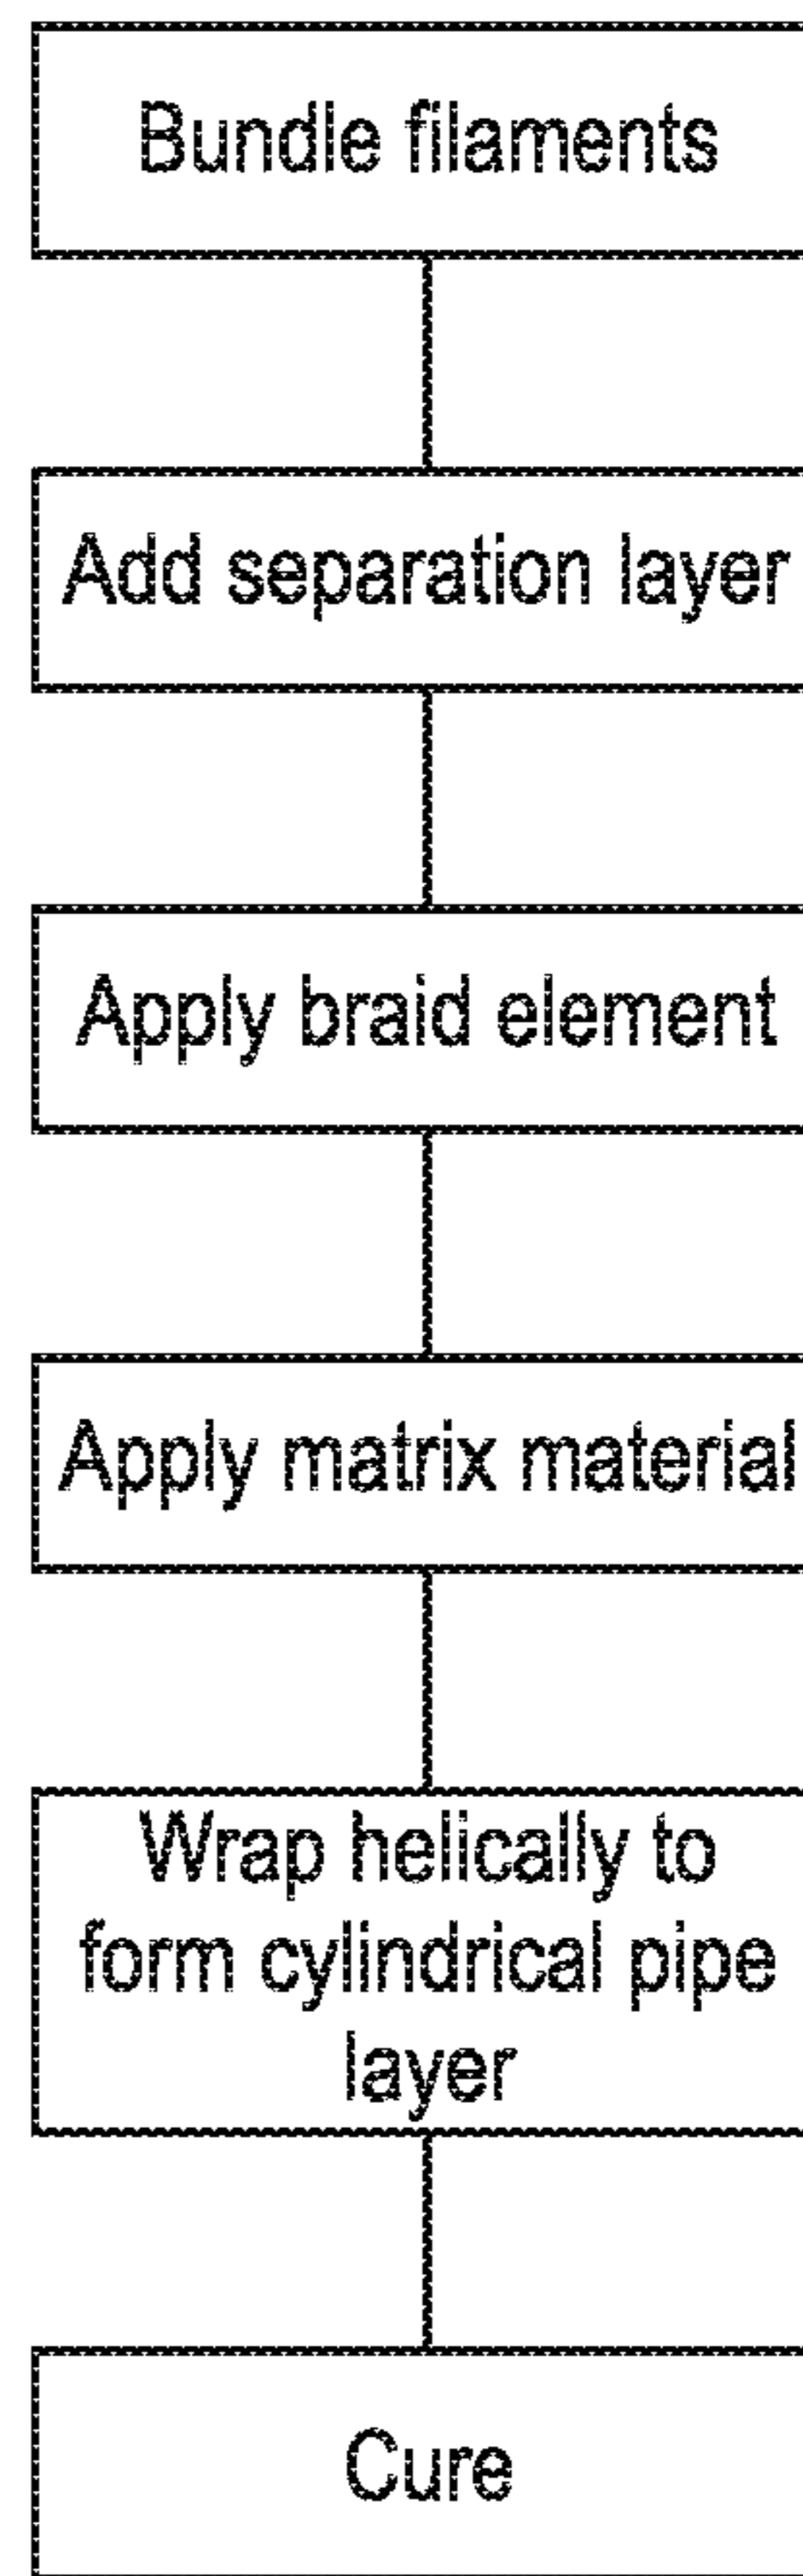 Bundle filaments
Add separation layer
Apply braid element
Apply matrix material
Wrap helically to
form cylindrical pipe
layer
Cure